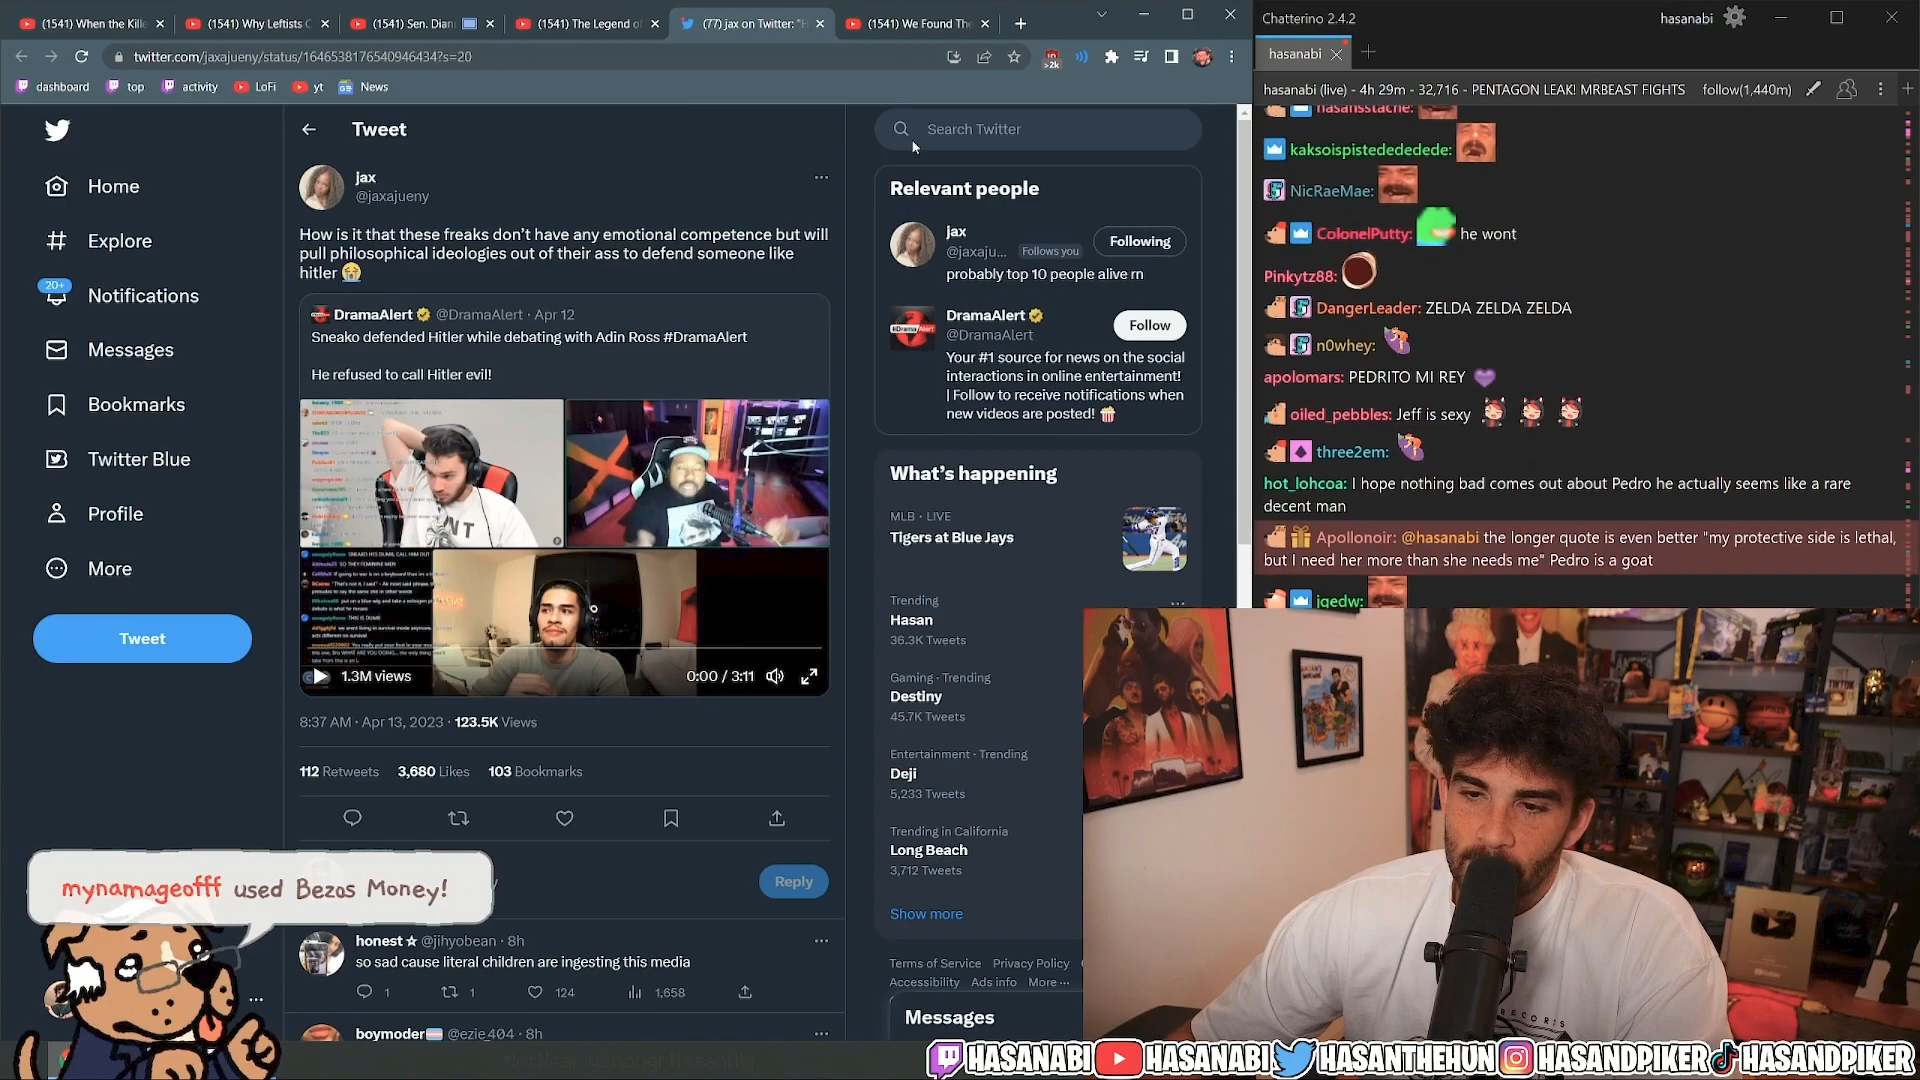 (1541) When the Kille
(1541) Why Leftists C
(1541) Sen. Dian
(1541) The Legend of
(77) jax on Twitter: "H
(1541) We Found The
twitter.com/jaxajueny/status/1646538176540946434?s=20
>2k
dashboard
top
activity
LoFi
yt
News
Home
Explore
20+
Notifications
Messages
Bookmarks
Twitter Blue
Profile
More
Tweet
Tweet
jax
@jaxajueny
How is it that these freaks don't have any emotional competence but will
pull philosophical ideologies out of their ass to defend someone like
hitler 😭
DramaAlert @DramaAlert · Apr 12
Sneako defended Hitler while debating with Adin Ross #DramaAlert
He refused to call Hitler evil!
1.3M views
0:00 / 3:11
8:37 AM · Apr 13, 2023 · 123.5K Views
112 Retweets 3,680 Likes 103 Bookmarks
Reply
honest ★ @jihyobean · 8h
so sad cause literal children are ingesting this media
1
1
124
1,658
boymoder @ezie_404 · 8h
mynamageofff used Bezos Money!
Search Twitter
Relevant people
jax
@jaxaju...
Follows you
Following
probably top 10 people alive rn
DramaAlert
@DramaAlert
Follow
Your #1 source for news on the social
interactions in online entertainment!
| Follow to receive notifications when
new videos are posted! 🍿
What's happening
MLB · LIVE
Tigers at Blue Jays
Trending
Hasan
36.3K Tweets
Gaming · Trending
Destiny
45.7K Tweets
Entertainment · Trending
Deji
5,233 Tweets
Trending in California
Long Beach
3,712 Tweets
Show more
Terms of Service Privacy Policy
Accessibility Ads info More ···
Messages
Chatterino 2.4.2
hasanabi
hasanabi
hasanabi (live) - 4h 29m - 32,716 - PENTAGON LEAK! MRBEAST FIGHTS
follow(1,440m)
hasansstache:
kaksoispistedededede:
NicRaeMae:
ColonelPutty: he wont
Pinkytz88:
DangerLeader: ZELDA ZELDA ZELDA
n0whey:
apolomars: PEDRITO MI REY 💜
oiled_pebbles: Jeff is sexy
three2em:
hot_lohcoa: I hope nothing bad comes out about Pedro he actually seems like a rare
decent man
Apollonoir: @hasanabi the longer quote is even better "my protective side is lethal,
but I need her more than she needs me" Pedro is a goat
jgedw:
HASANABI HASANABI HASANTHEHUN HASANDPIKER HASANDPIKER